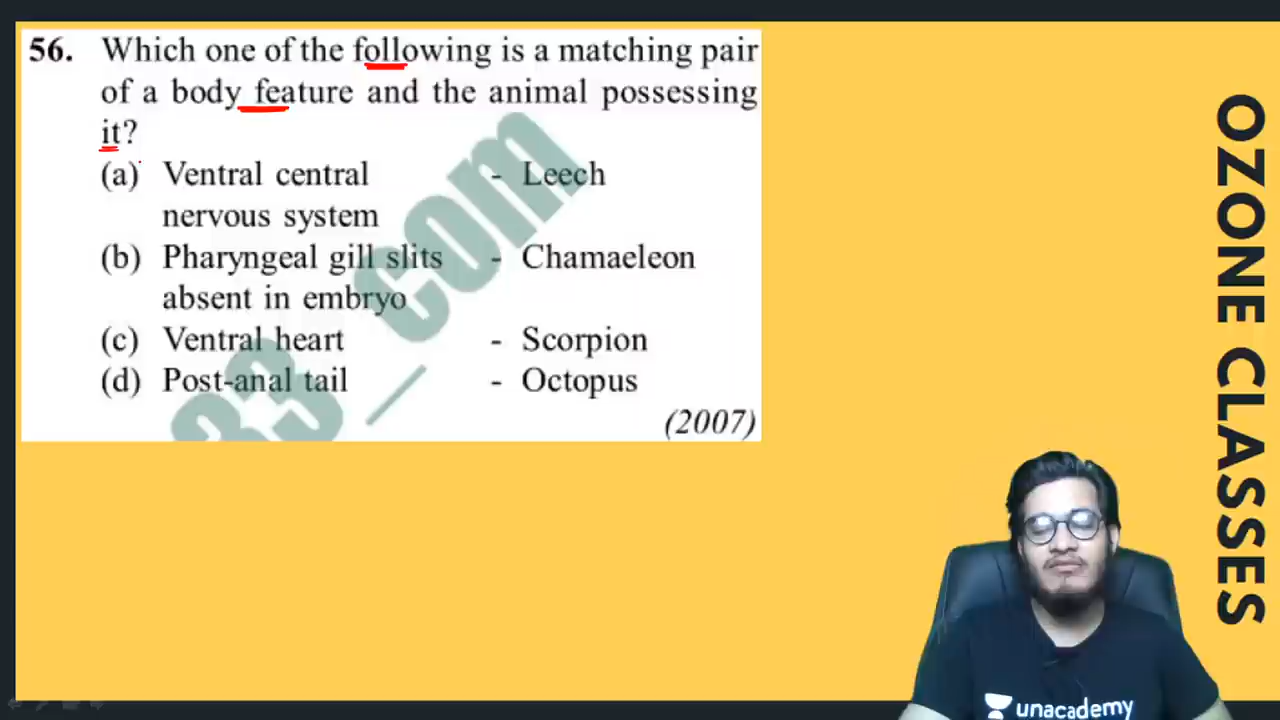 56. Which one of the following is a matching pair
of a body feature and the animal possessing
it?
(a) Ventral central - Leech
nervous system
(b) Pharyngeal gill slits - Chamaeleon
absent in embryo
(c) Ventral heart - Scorpion
(d) Post-anal tail - Octopus
(2007)
33_com
OZONE CLASSES
unacademy